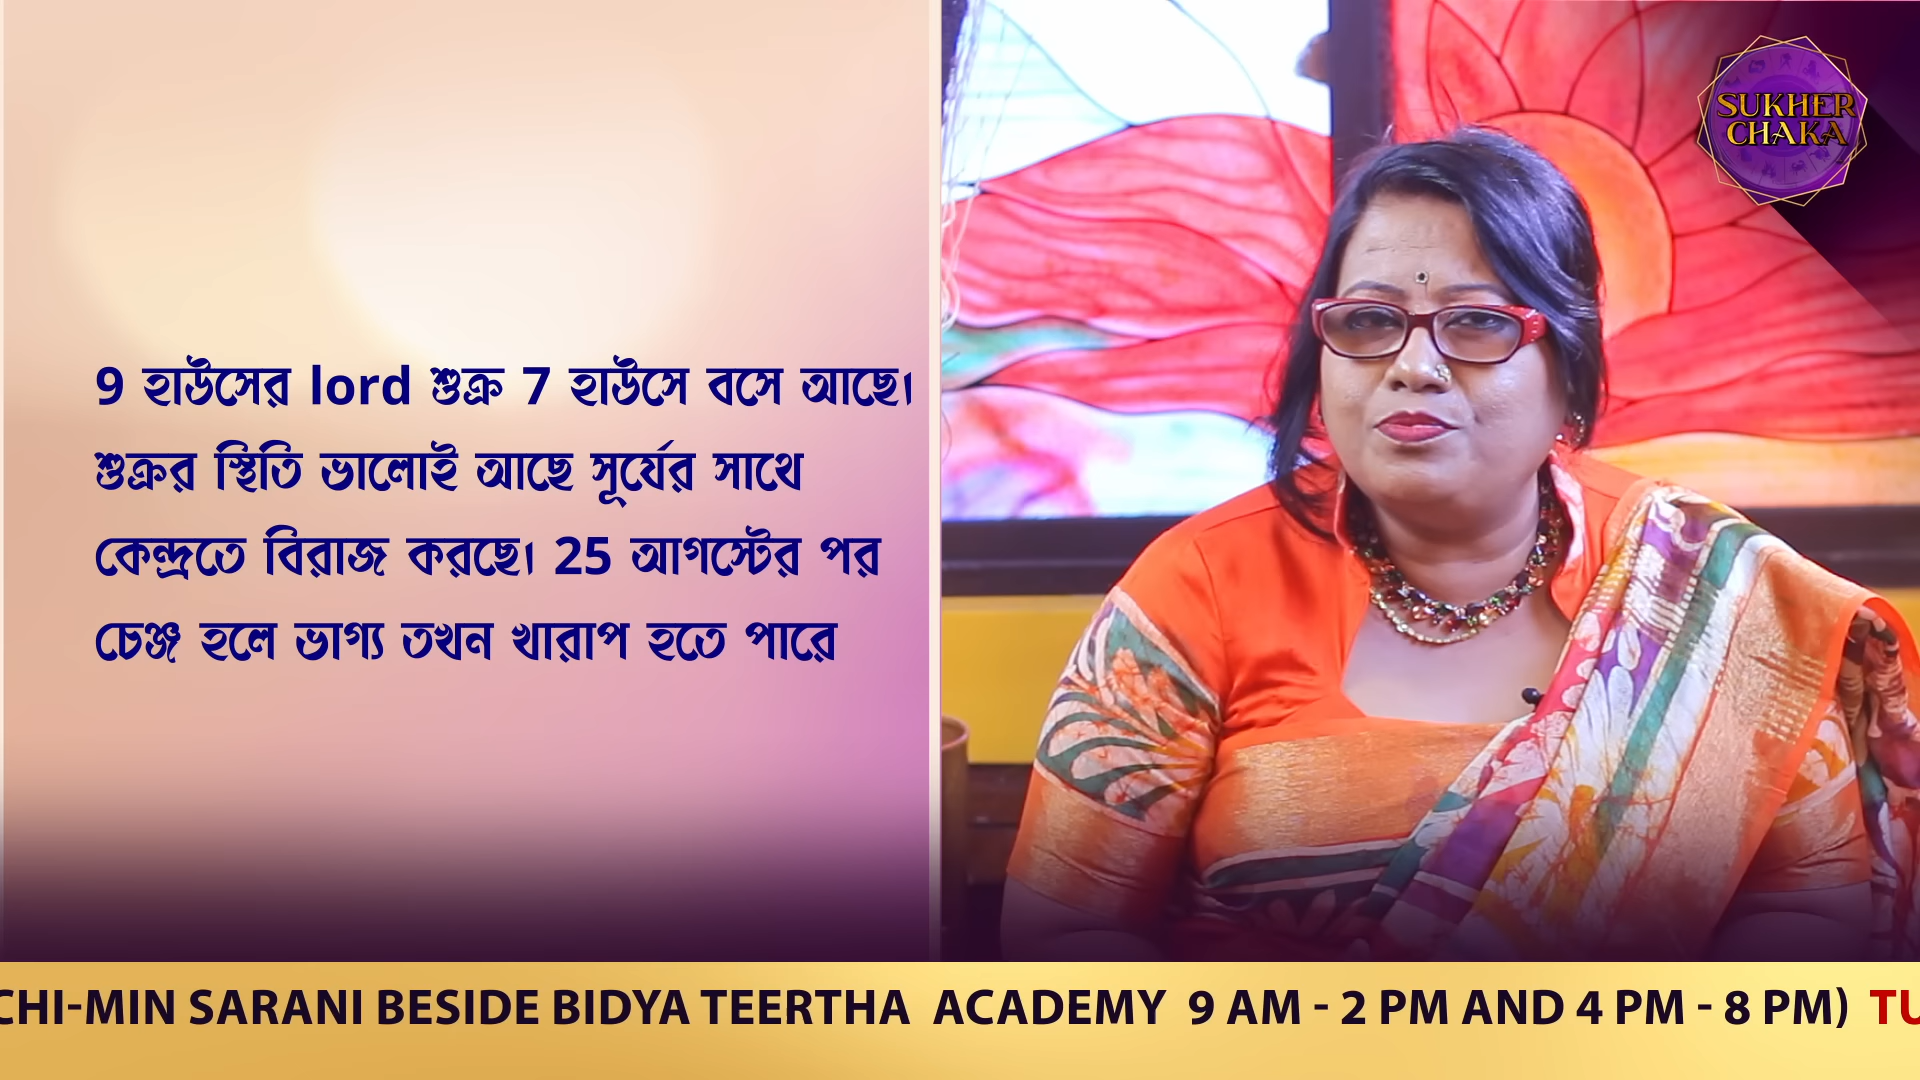 SUKHER
CHAKA
9 হাউসের lord শুক্র 7 হাউসে বসে আছে।
শুক্রর স্থিতি ভালোই আছে সূর্যের সাথে
কেন্দ্রতে বিরাজ করছে। 25 আগস্টের পর
চেঞ্জ হলে ভাগ্য তখন খারাপ হতে পারে
CHI-MIN SARANI BESIDE BIDYA TEERTHA ACADEMY 9 AM - 2 PM AND 4 PM - 8 PM) TU